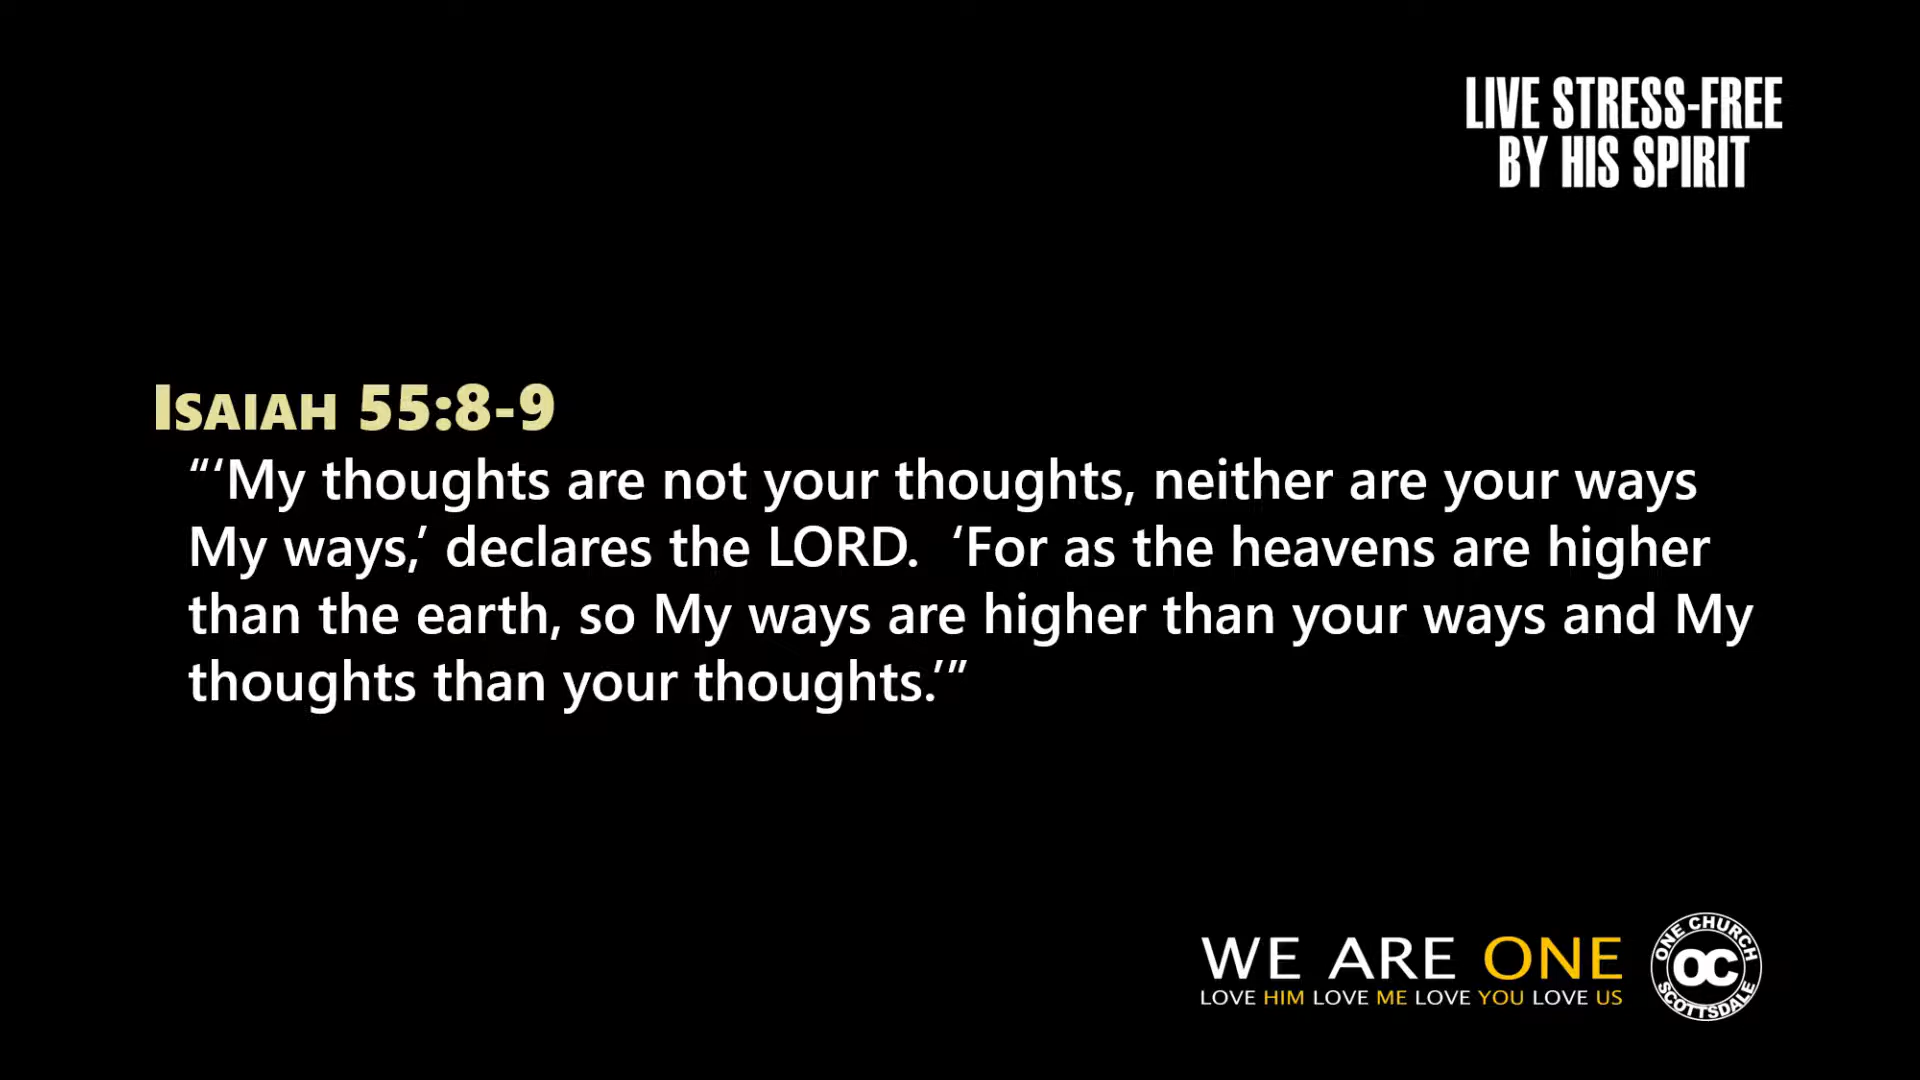 LIVE STRESS-FREE
BY HIS SPIRIT
ISAIAH 55:8-9
“‘My thoughts are not your thoughts, neither are your ways
My ways,’ declares the LORD.  ‘For as the heavens are higher
than the earth, so My ways are higher than your ways and My
thoughts than your thoughts.’”
WE ARE ONE
LOVE HIM LOVE ME LOVE YOU LOVE US
ONE CHURCH
OC
SCOTTSDALE